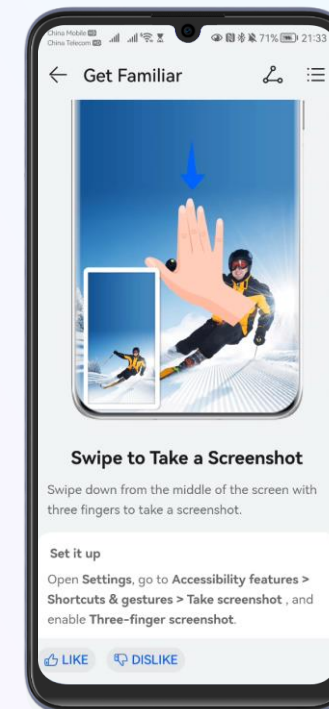 China Mobile HD
China Telecom HD
71% 21:33
Get Familiar
Swipe to Take a Screenshot
Swipe down from the middle of the screen with
three fingers to take a screenshot.
Set it up
Open Settings, go to Accessibility features >
Shortcuts & gestures > Take screenshot , and
enable Three-finger screenshot.
LIKE DISLIKE